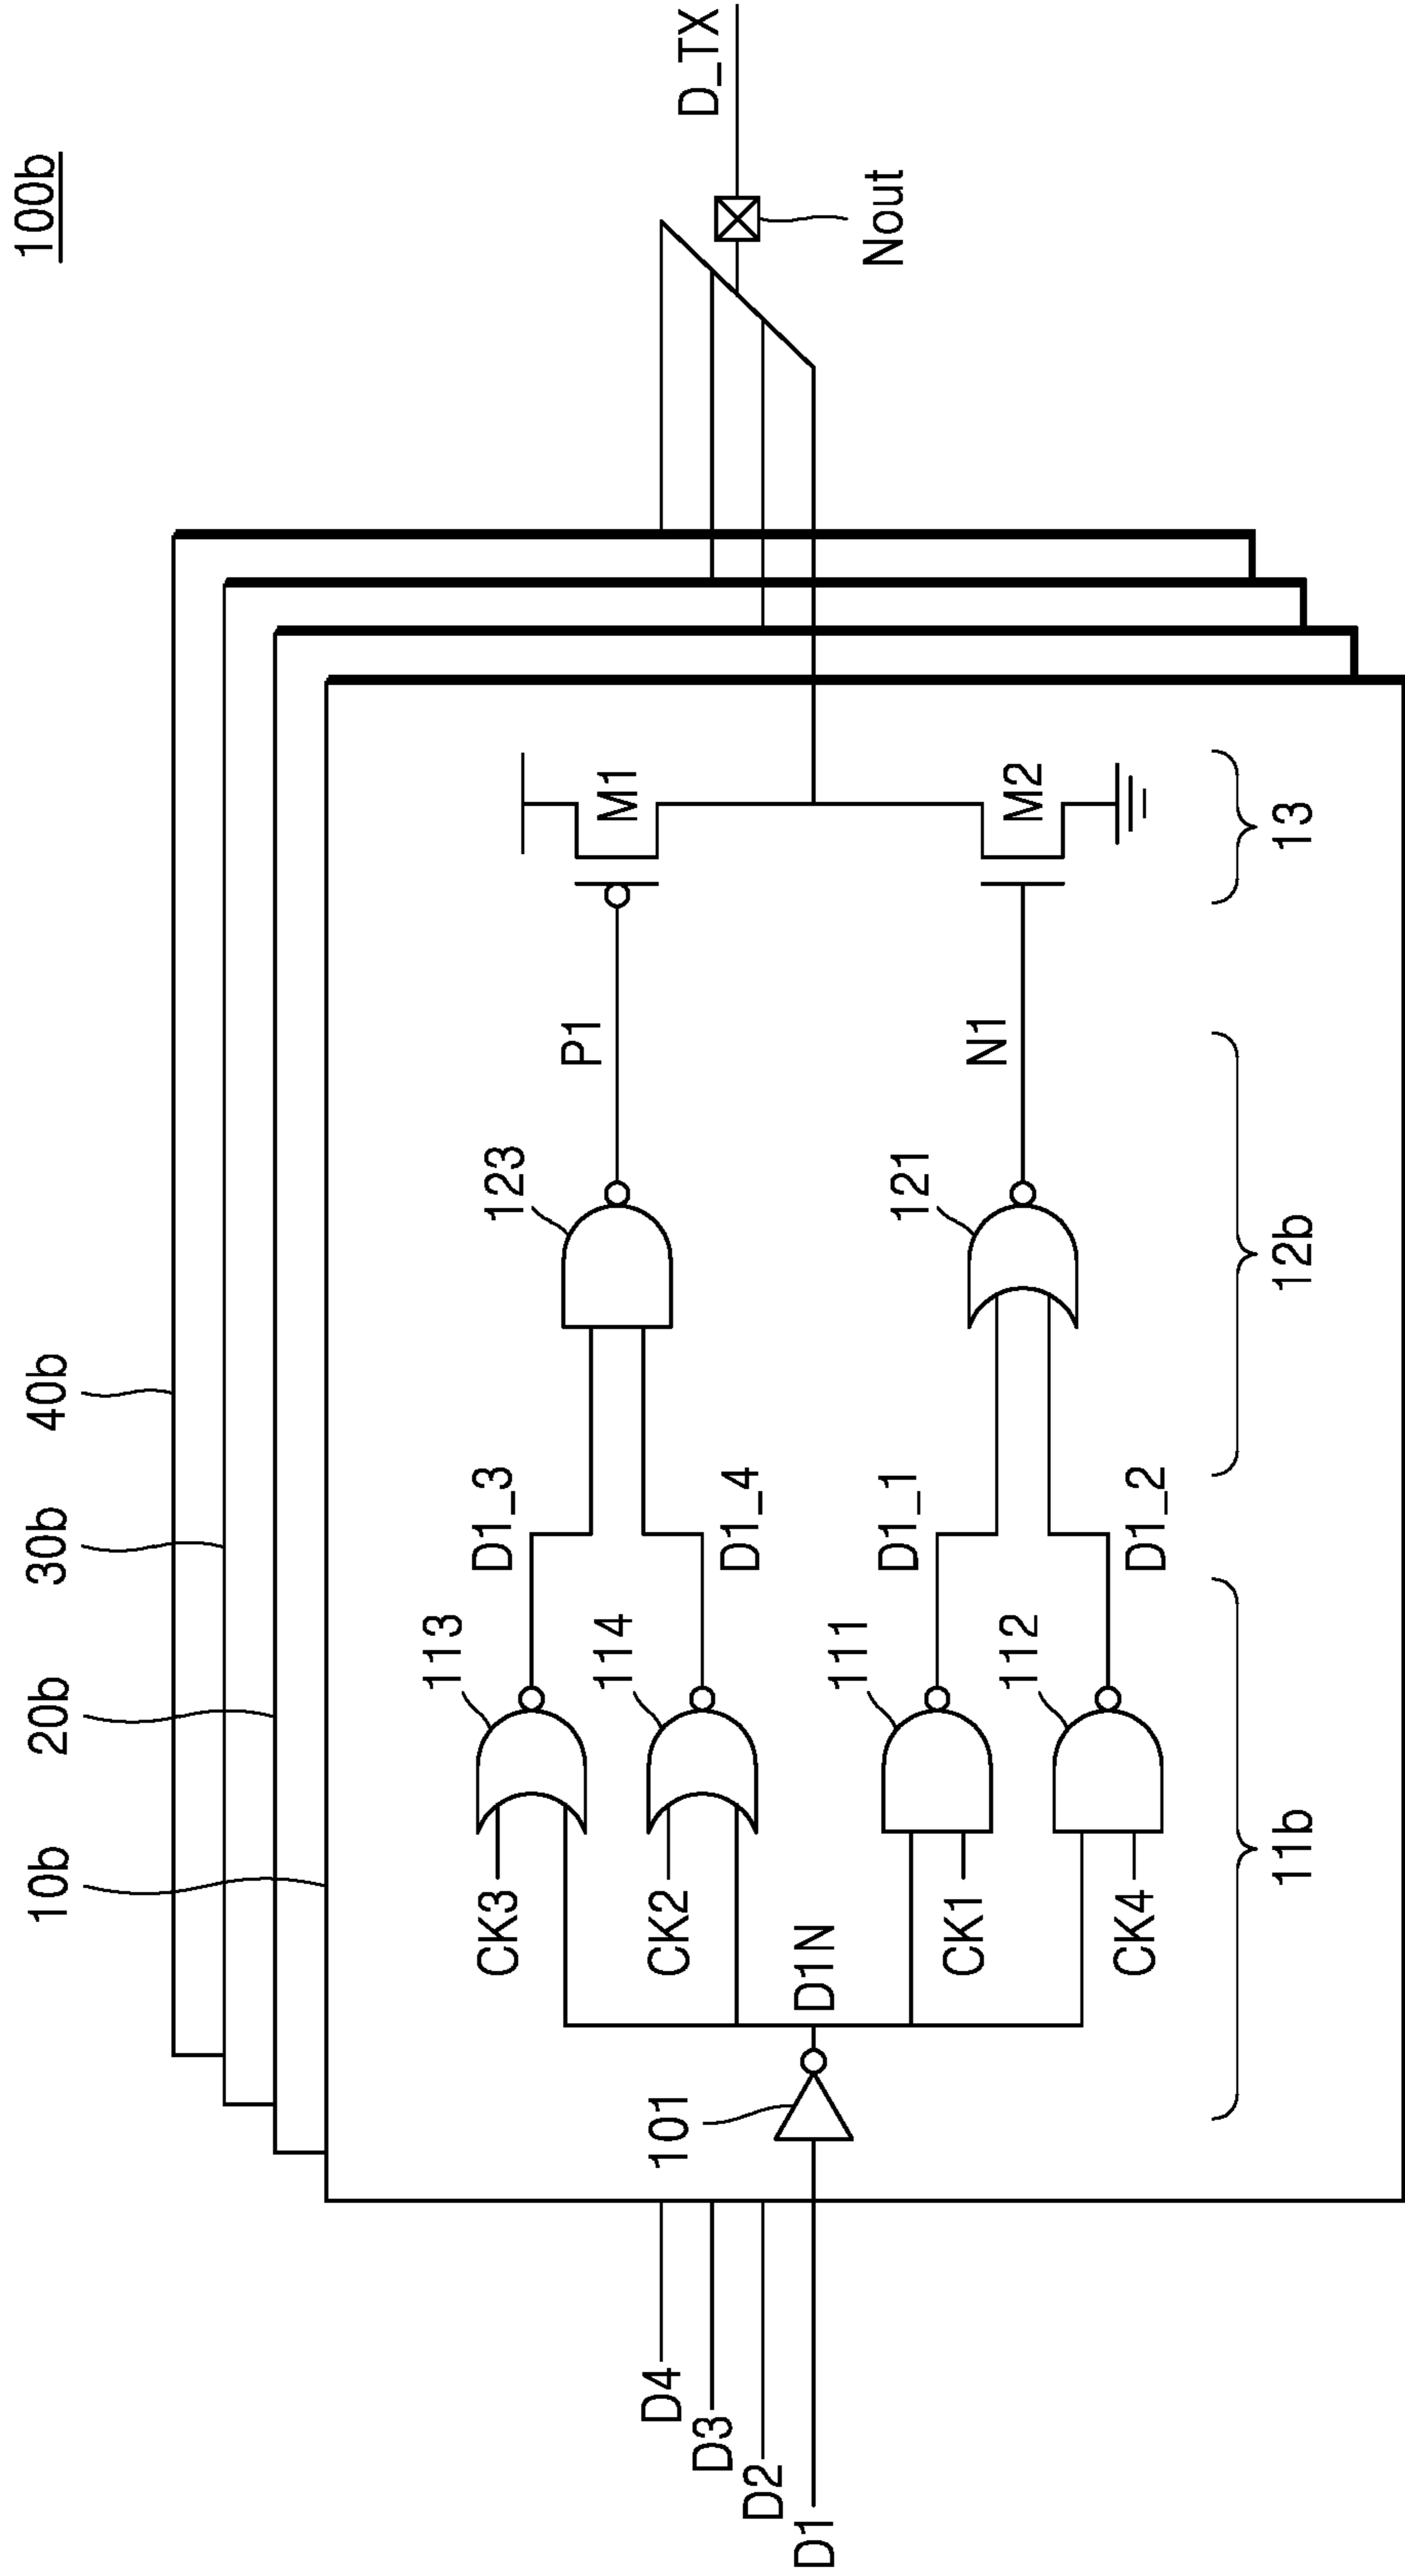 100b
10b
20b
30b
40b
D4
D3
D2
D1
101
D1N
CK3
CK2
CK1
CK4
113
114
111
112
D1_3
D1_4
D1_1
D1_2
123
121
P1
N1
M1
M2
D_TX
Nout
11b
12b
13